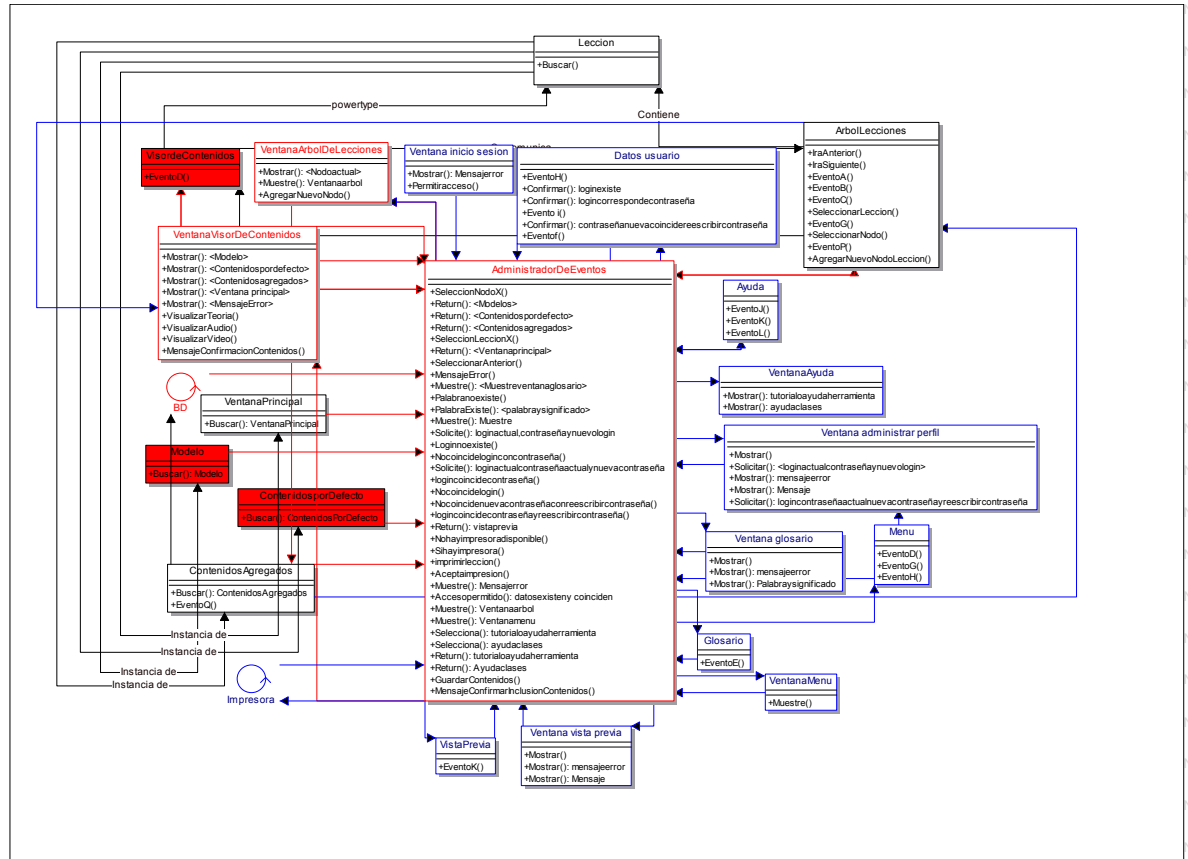 Leccion
+Buscar()
powertype
Contiene
ArbolLecciones
+IraAnterior()
+IraSiguiente()
+EventoA()
+EventoB()
+EventoC()
+SeleccionarLeccion()
+EventoG()
+SeleccionarNodo()
+EventoP()
+AgregarNuevoNodoLeccion()
VisordeContenidos
+EventoD()
VentanaArbolDeLecciones
+Mostrar(): <Nodoactual>
+Muestre(): Ventanaarbol
+AgregarNuevoNodo()
Ventana inicio sesion
+Mostrar(): Mensajerror
+Permitiracceso()
Datos usuario
+EventoH()
+Confirmar(): loginexiste
+Confirmar(): logincorrespondecontraseña
+Evento i()
+Confirmar(): contraseñanuevacoincidereescribircontraseña
+Eventof()
VentanaVisorDeContenidos
+Mostrar(): <Modelo>
+Mostrar(): <Contenidospordefecto>
+Mostrar(): <Contenidosagregados>
+Mostrar(): <Ventana principal>
+Mostrar(): <MensajeError>
+VisualizarTeoria()
+VisualizarAudio()
+VisualizarVideo()
+MensajeConfirmacionContenidos()
AdministradorDeEventos
+SeleccionNodoX()
+Return(): <Modelos>
+Return(): <Contenidospordefecto>
+Return(): <Contenidosagregados>
+SeleccionLeccionX()
+Return(): <Ventanaprincipal>
+SeleccionarAnterior()
+MensajeError()
+Muestre(): <Muestreventanaglosario>
+Palabranoexiste()
+PalabraExiste(): <palabraysignificado>
+Muestre(): Muestre
+Solicite(): loginactual,contraseñaynuevologin
+Loginnoexiste()
+Nocoincideloginconcontraseña()
+Solicite(): loginactualcontraseñaactualynuevacontraseña
+logincoincidecontraseña()
+Nocoincidelogin()
+Nocoincidenuevacontraseñaconreescribircontraseña()
+logincoincidecontraseñayreescribircontraseña()
+Return(): vistaprevia
+Nohayimpresoradisponible()
+Sihayimpresora()
+imprimirleccion()
+Aceptaimpresion()
+Muestre(): Mensajerror
+Accesopermitido(): datosexisteny coinciden
+Muestre(): Ventanaarbol
+Muestre(): Ventanamenu
+Selecciona(): tutorialoayudaherramienta
+Selecciona(): ayudaclases
+Return(): tutorialoayudaherramienta
+Return(): Ayudaclases
+GuardarContenidos()
+MensajeConfirmarInclusionContenidos()
Ayuda
+EventoJ()
+EventoK()
+EventoL()
VentanaAyuda
+Mostrar(): tutorialoayudaherramienta
+Mostrar(): ayudaclases
BD
VentanaPrincipal
+Buscar(): VentanaPrincipal
Ventana administrar perfil
+Mostrar()
+Solicitar(): <loginactualcontraseñaynuevologin>
+Mostrar(): mensajeerror
+Mostrar(): Mensaje
+Solicitar(): logincontraseñaactualnuevacontraseñayreescribircontraseña
Modelo
+Buscar(): Modelo
ContenidosporDefecto
+Buscar(): ContenidosPorDefecto
Ventana glosario
+Mostrar()
+Mostrar(): mensajeerror
+Mostrar(): Palabraysignificado
Menu
+EventoD()
+EventoG()
+EventoH()
ContenidosAgregados
+Buscar(): ContenidosAgregados
+EventoQ()
Instancia de
Instancia de
Instancia de
Instancia de
Glosario
+EventoE()
Impresora
VentanaMenu
+Muestre()
VistaPrevia
+EventoK()
Ventana vista previa
+Mostrar()
+Mostrar(): mensajeerror
+Mostrar(): Mensaje